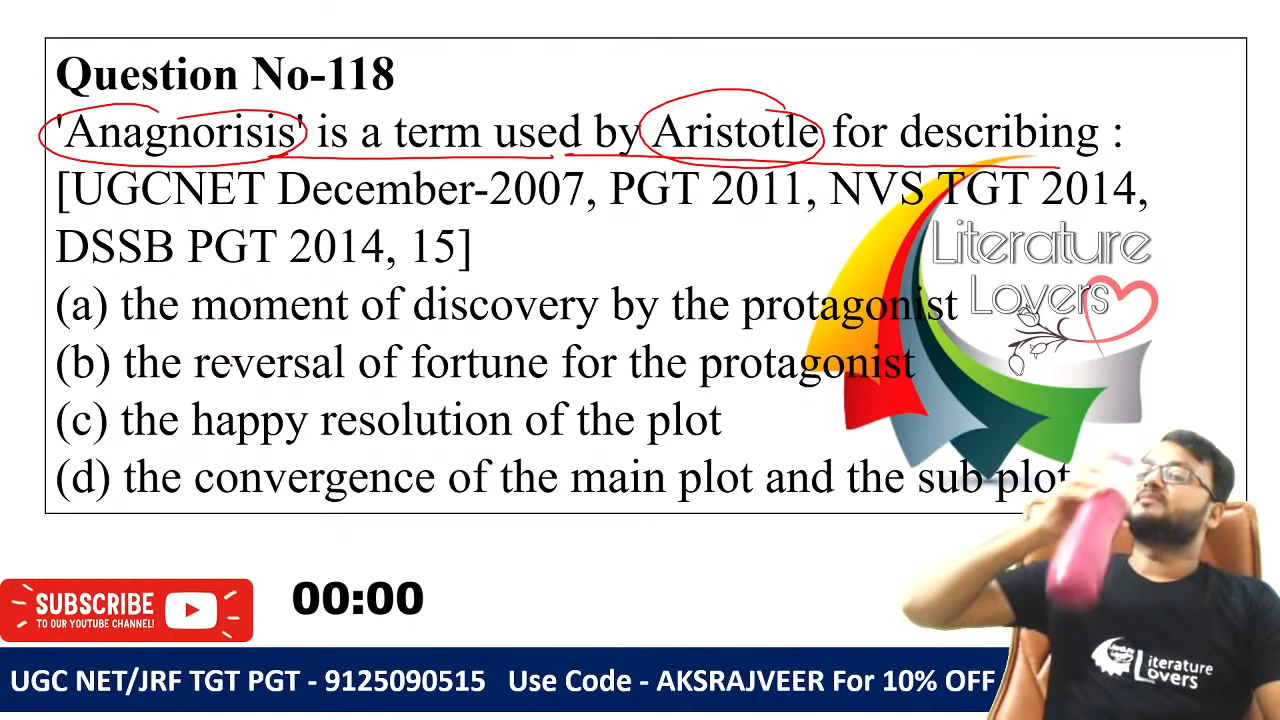 Question No-118
'Anagnorisis' is a term used by Aristotle for describing :
[UGCNET December-2007, PGT 2011, NVS TGT 2014,
DSSB PGT 2014, 15]
Literature
Lovers
(a) the moment of discovery by the protagonist
(b) the reversal of fortune for the protagonist
(c) the happy resolution of the plot
(d) the convergence of the main plot and the sub plot
SUBSCRIBE
TO OUR YOUTUBE CHANNEL!
00:00
UGC NET/JRF TGT PGT - 9125090515 Use Code - AKSRAJVEER For 10% OFF
Literature
Lovers